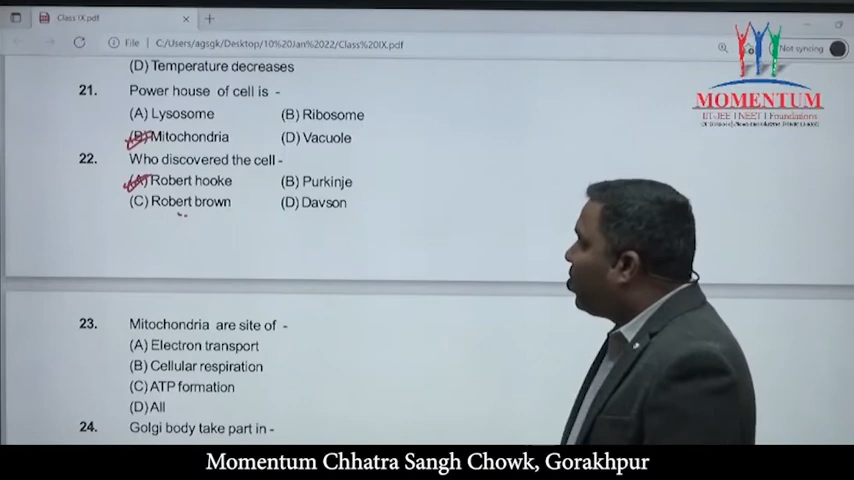 Class IX.pdf
File
C:/Users/agsgk/Desktop/10%20Jan%2022/Class%20IX.pdf
Not syncing
MOMENTUM
IIT-JEE | NEET | Foundations
(D) Temperature decreases
21. Power house of cell is -
(A) Lysosome (B) Ribosome
Mitochondria (D) Vacuole
22. Who discovered the cell -
(A) Robert hooke (B) Purkinje
(C) Robert brown (D) Davson
23. Mitochondria are site of -
(A) Electron transport
(B) Cellular respiration
(C) ATP formation
(D) All
24. Golgi body take part in -
Momentum Chhatra Sangh Chowk, Gorakhpur